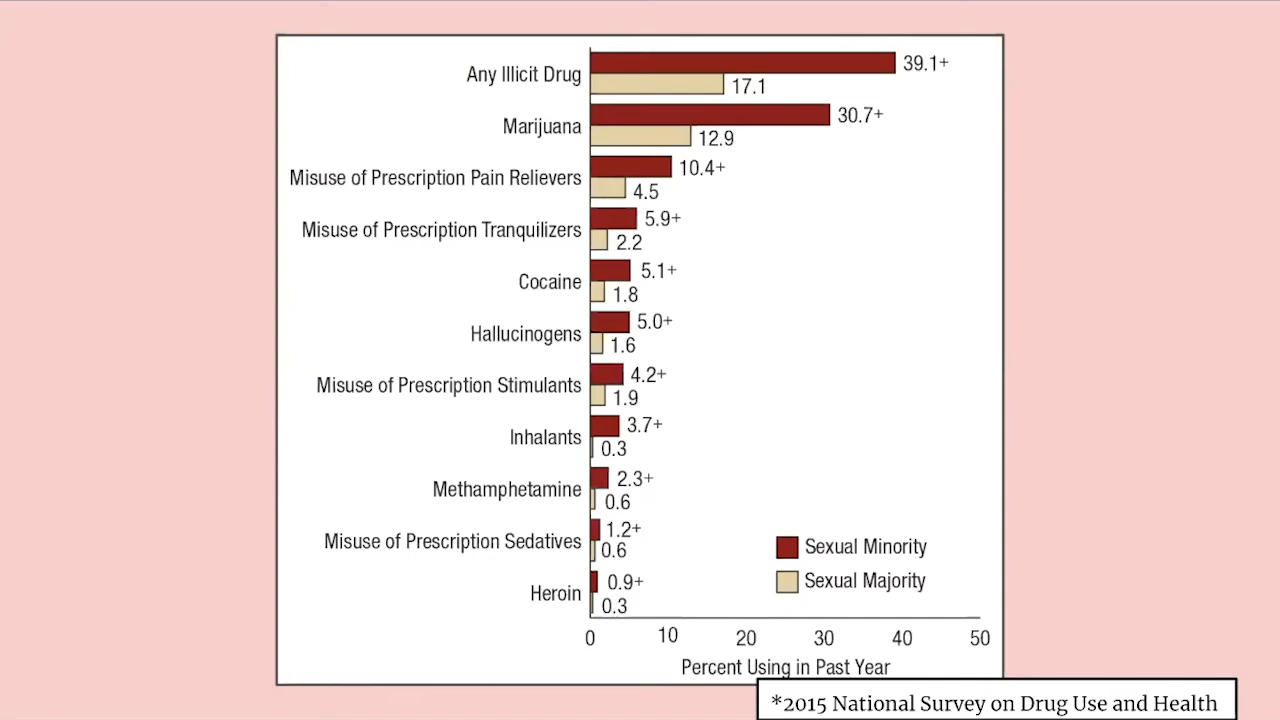 Any Illicit Drug
39.1+
17.1
Marijuana
30.7+
12.9
Misuse of Prescription Pain Relievers
10.4+
4.5
Misuse of Prescription Tranquilizers
5.9+
2.2
Cocaine
5.1+
1.8
Hallucinogens
5.0+
1.6
Misuse of Prescription Stimulants
4.2+
1.9
Inhalants
3.7+
0.3
Methamphetamine
2.3+
0.6
Misuse of Prescription Sedatives
1.2+
0.6
Heroin
0.9+
0.3
Sexual Minority
Sexual Majority
0 10 20 30 40 50
Percent Using in Past Year
*2015 National Survey on Drug Use and Health